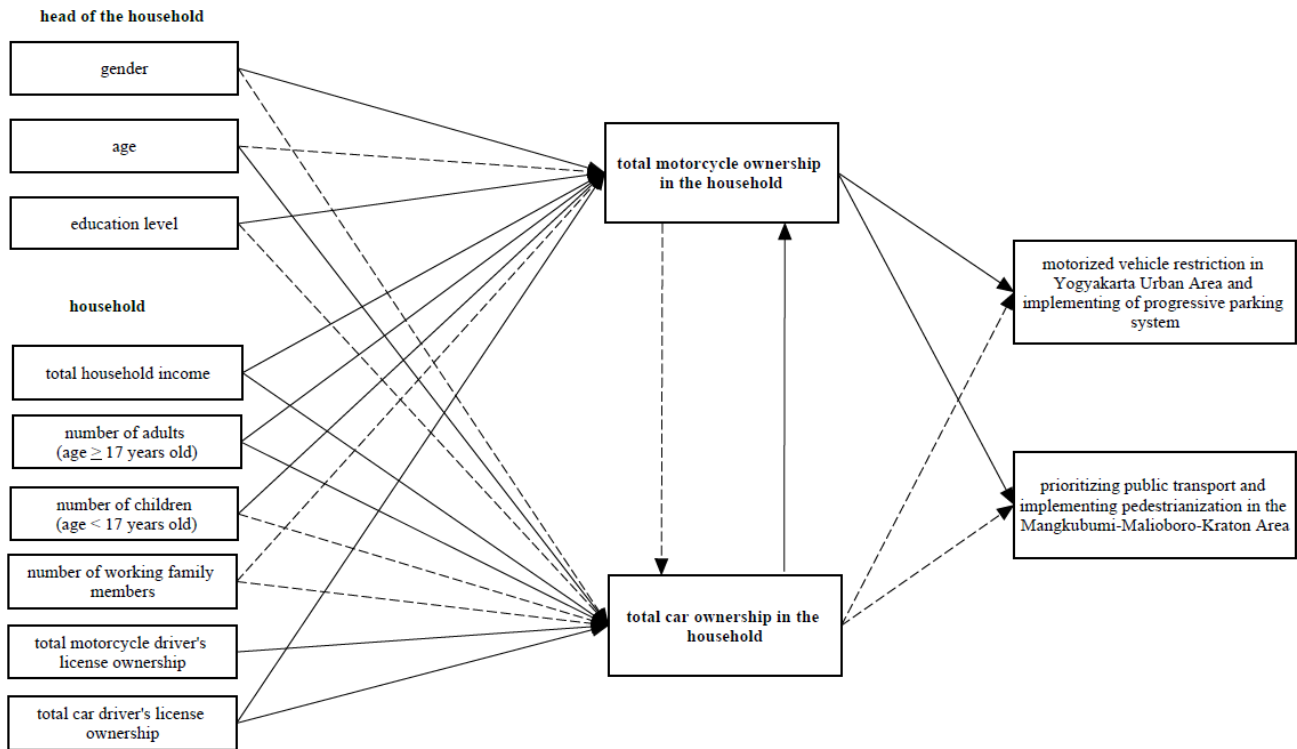 head of the household
gender
age
education level
household
total household income
number of adults
(age ≥ 17 years old)
number of children
(age < 17 years old)
number of working family
members
total motorcycle driver's
license ownership
total car driver's license
ownership
total motorcycle ownership
in the household
total car ownership in the
household
motorized vehicle restriction in
Yogyakarta Urban Area and
implementing of progressive parking
system
prioritizing public transport and
implementing pedestrianization in the
Mangkubumi-Malioboro-Kraton Area